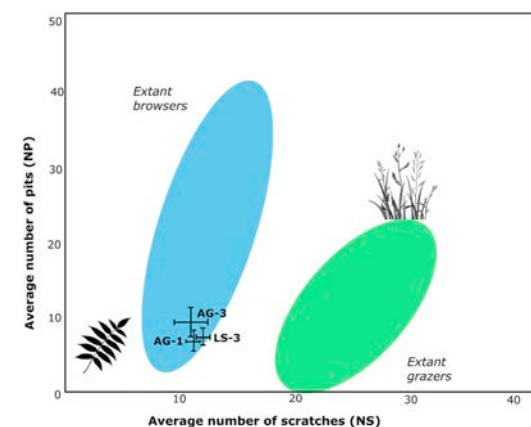 50
40
30
20
10
0
Average number of pits (NP)
Extant
browsers
AG-3
AG-1
LS-3
Extant
grazers
10
20
30
40
Average number of scratches (NS)